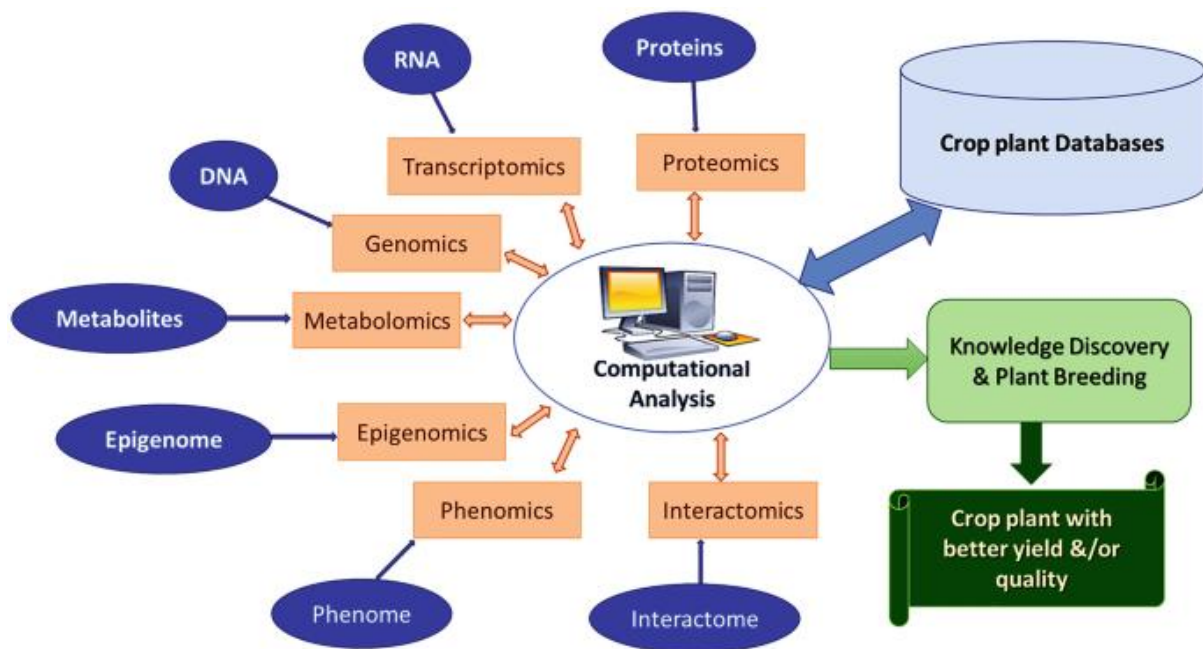 RNA
Proteins
Transcriptomics
Proteomics
Crop plant Databases
DNA
Genomics
Metabolites
Metabolomics
Computational
Analysis
Knowledge Discovery
& Plant Breeding
Epigenome
Epigenomics
Phenomics
Interactomics
Crop plant with
better yield &/or
quality
Phenome
Interactome